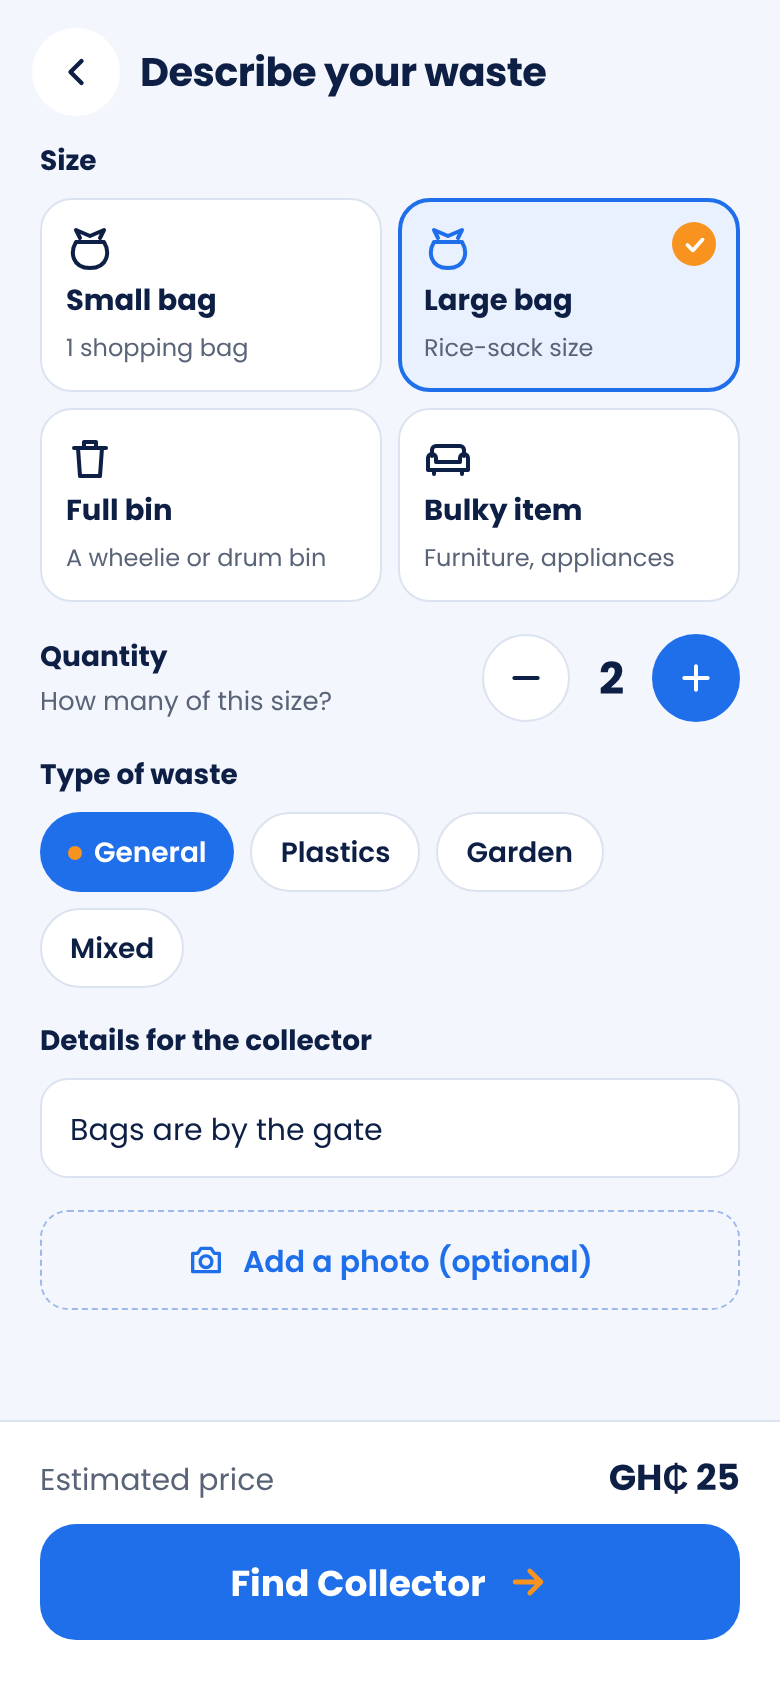 Describe your waste
Size
Small bag
1 shopping bag
Large bag
Rice-sack size
Full bin
A wheelie or drum bin
Bulky item
Furniture, appliances
Quantity
How many of this size?
2
Type of waste
General
Plastics
Garden
Mixed
Details for the collector
Bags are by the gate
Add a photo (optional)
Estimated price
GH₵ 25
Find Collector